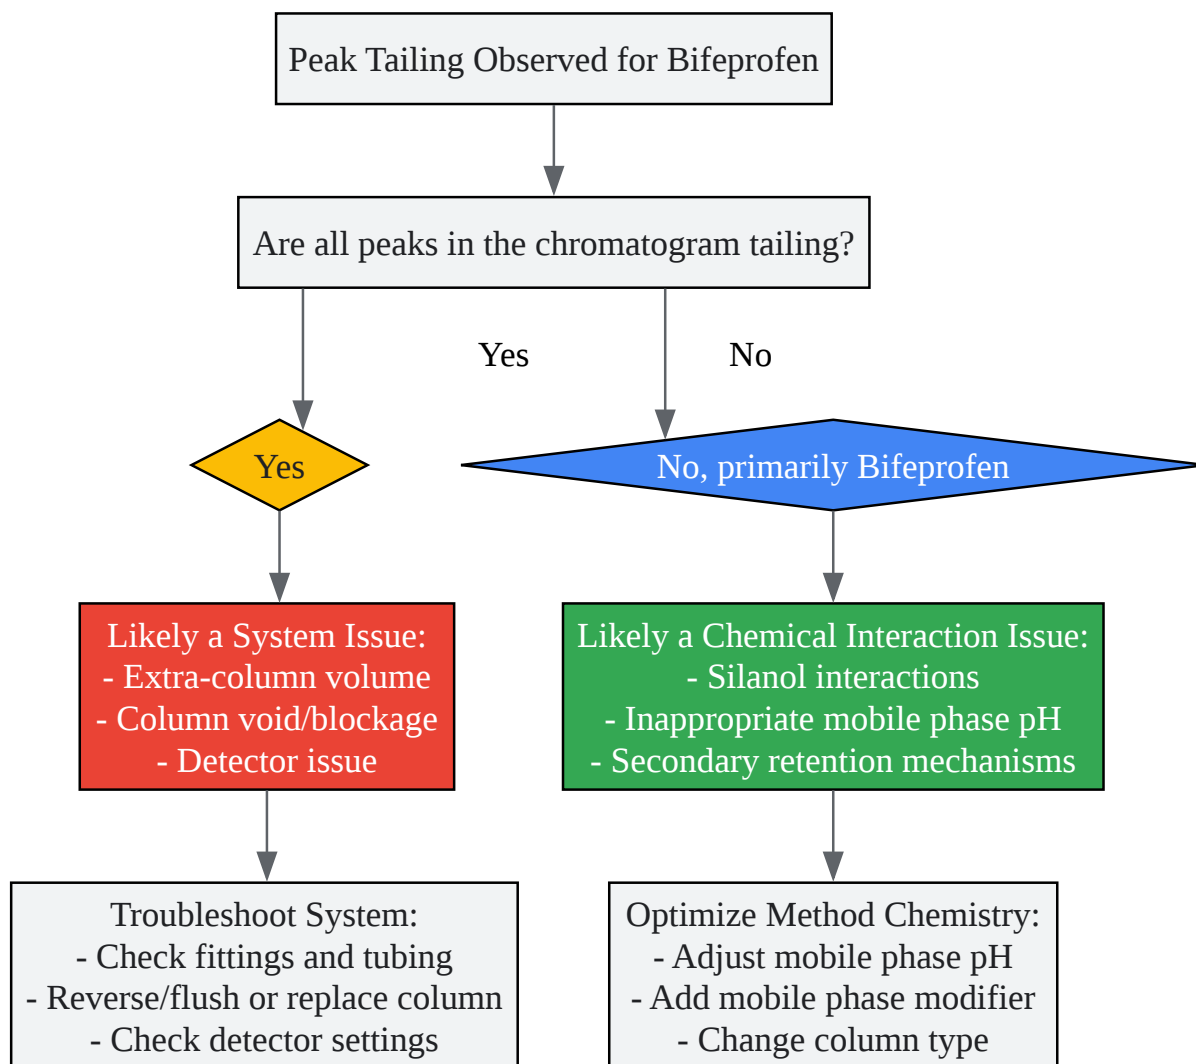 Peak Tailing Observed for Bifeprofen
Are all peaks in the chromatogram tailing?
Yes
No
Yes
No, primarily Bifeprofen
Likely a System Issue:
- Extra-column volume
- Column void/blockage
- Detector issue
Likely a Chemical Interaction Issue:
- Silanol interactions
- Inappropriate mobile phase pH
- Secondary retention mechanisms
Troubleshoot System:
- Check fittings and tubing
- Reverse/flush or replace column
- Check detector settings
Optimize Method Chemistry:
- Adjust mobile phase pH
- Add mobile phase modifier
- Change column type